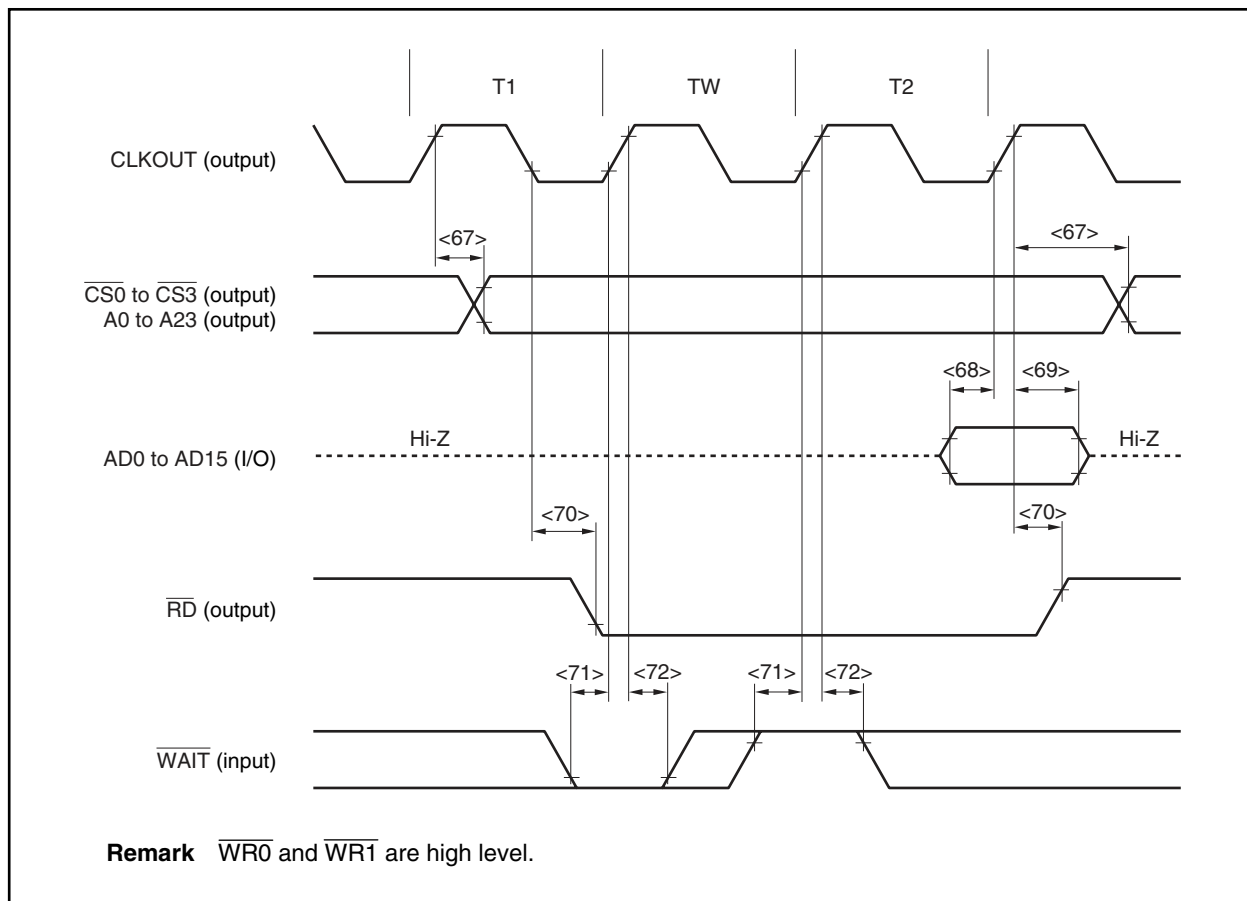 T1 TW T2
CLKOUT (output)
<67> <67>
CS0 to CS3 (output)
A0 to A23 (output)
<68> <69>
Hi-Z Hi-Z
AD0 to AD15 (I/O)
<70> <70>
RD (output)
<71> <72> <71> <72>
WAIT (input)
Remark WR0 and WR1 are high level.